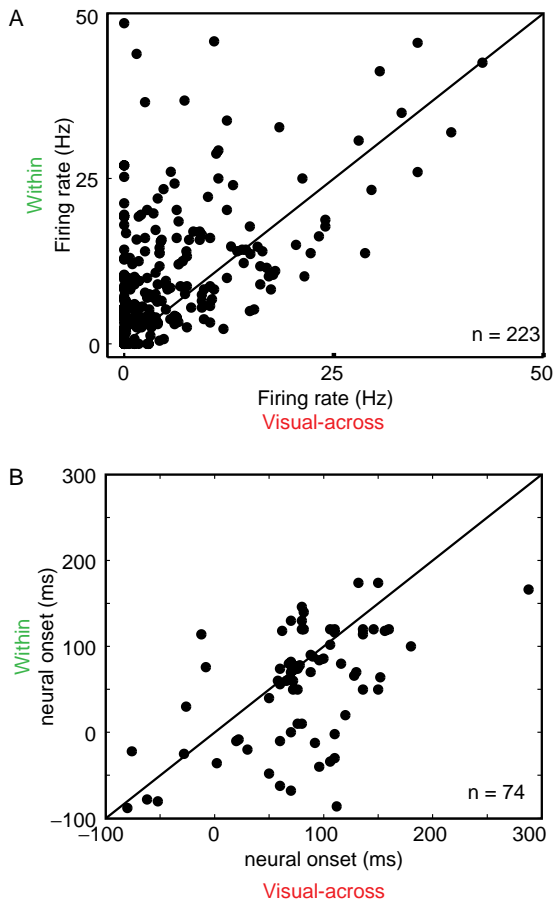 A
50
25
0
Within
Firing rate (Hz)
n = 223
0
25
50
Firing rate (Hz)
Visual-across
B
300
200
100
0
−100
Within
neural onset (ms)
n = 74
−100
0
100
200
300
neural onset (ms)
Visual-across